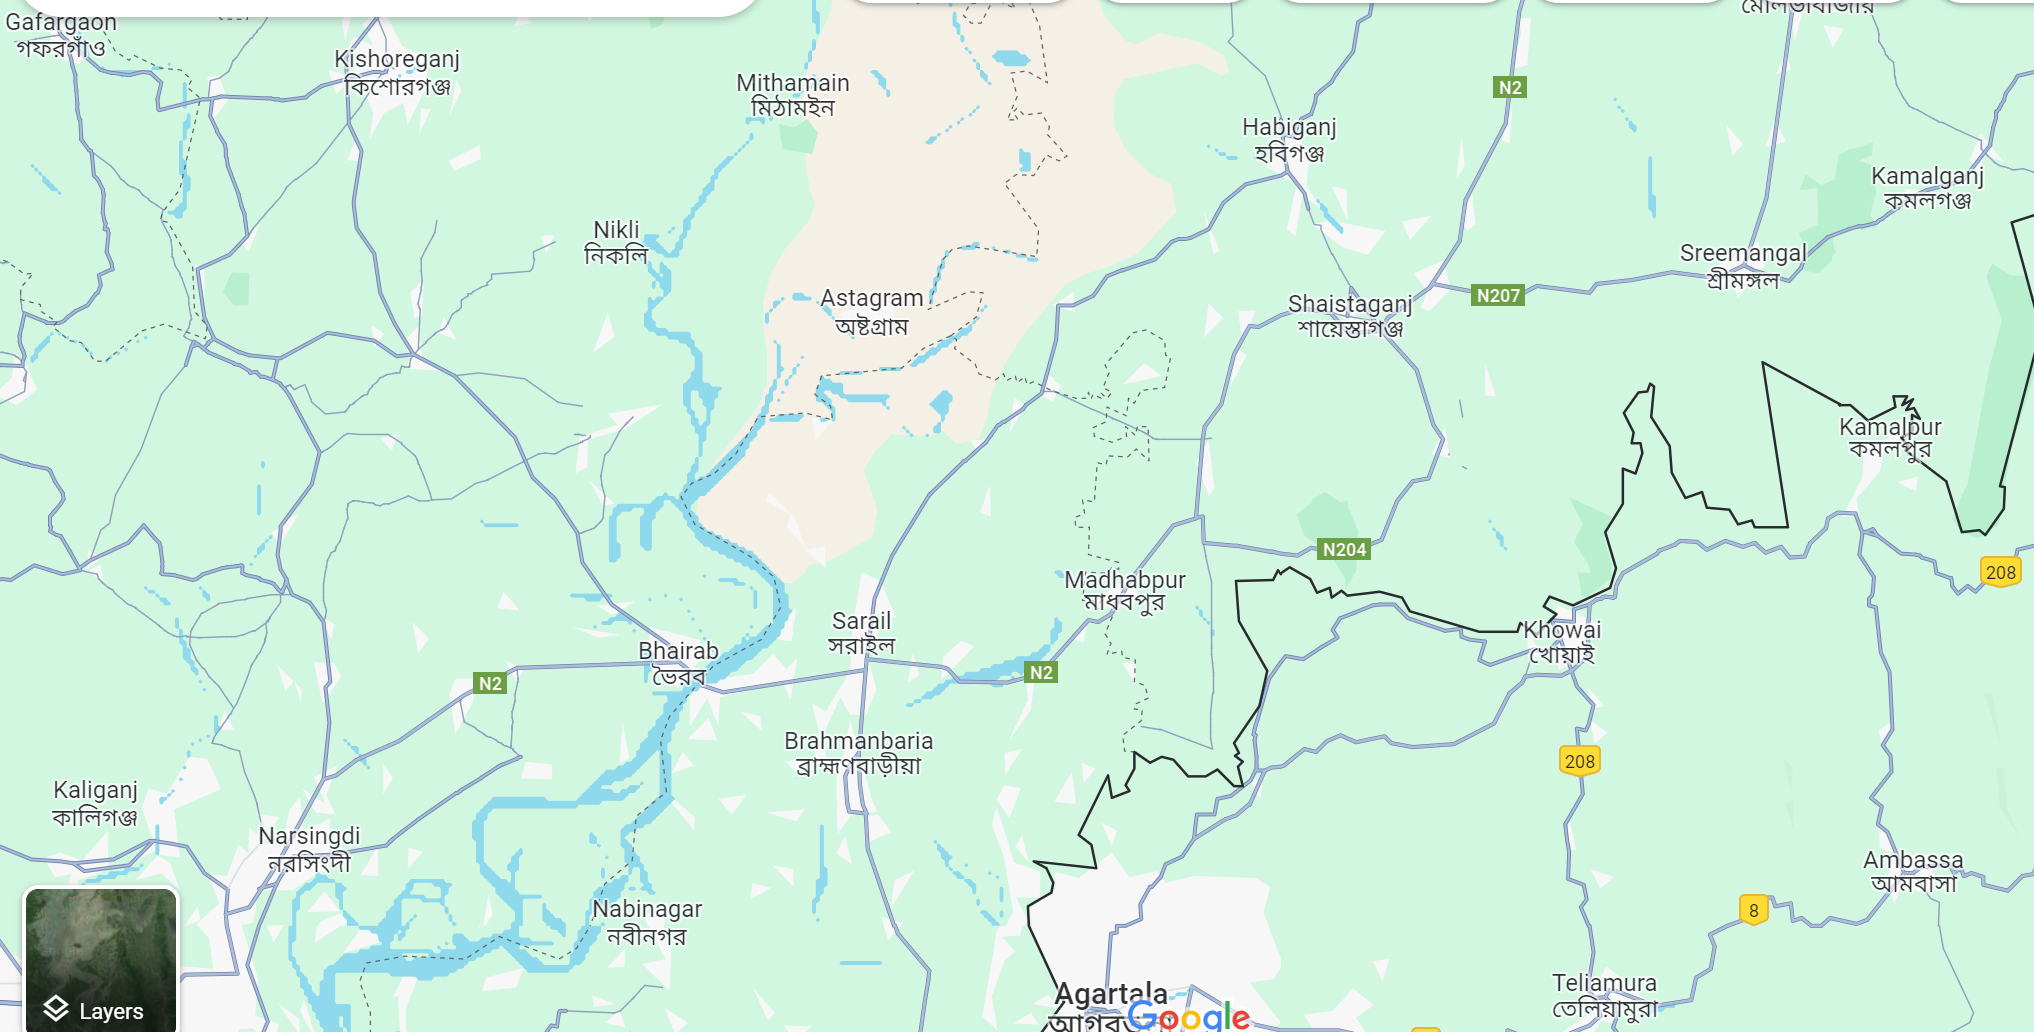 মৌলভীবাজার
Gafargaon
গফরগাঁও
Kishoreganj
কিশোরগঞ্জ
Mithamain
মিঠামইন
N2
Habiganj
হবিগঞ্জ
Kamalganj
কমলগঞ্জ
Nikli
নিকলি
Sreemangal
শ্রীমঙ্গল
Astagram
অষ্টগ্রাম
N207
Shaistaganj
শায়েস্তাগঞ্জ
Kamalpur
কমলপুর
N204
208
Madhabpur
মাধবপুর
Sarail
সরাইল
Khowai
খোয়াই
Bhairab
ভৈরব
N2
N2
Brahmanbaria
ব্রাহ্মণবাড়ীয়া
208
Kaliganj
কালিগঞ্জ
Narsingdi
নরসিংদী
Ambassa
আমবাসা
Nabinagar
নবীনগর
8
Teliamura
তেলিয়ামুরা
Agartala
Layers
Google